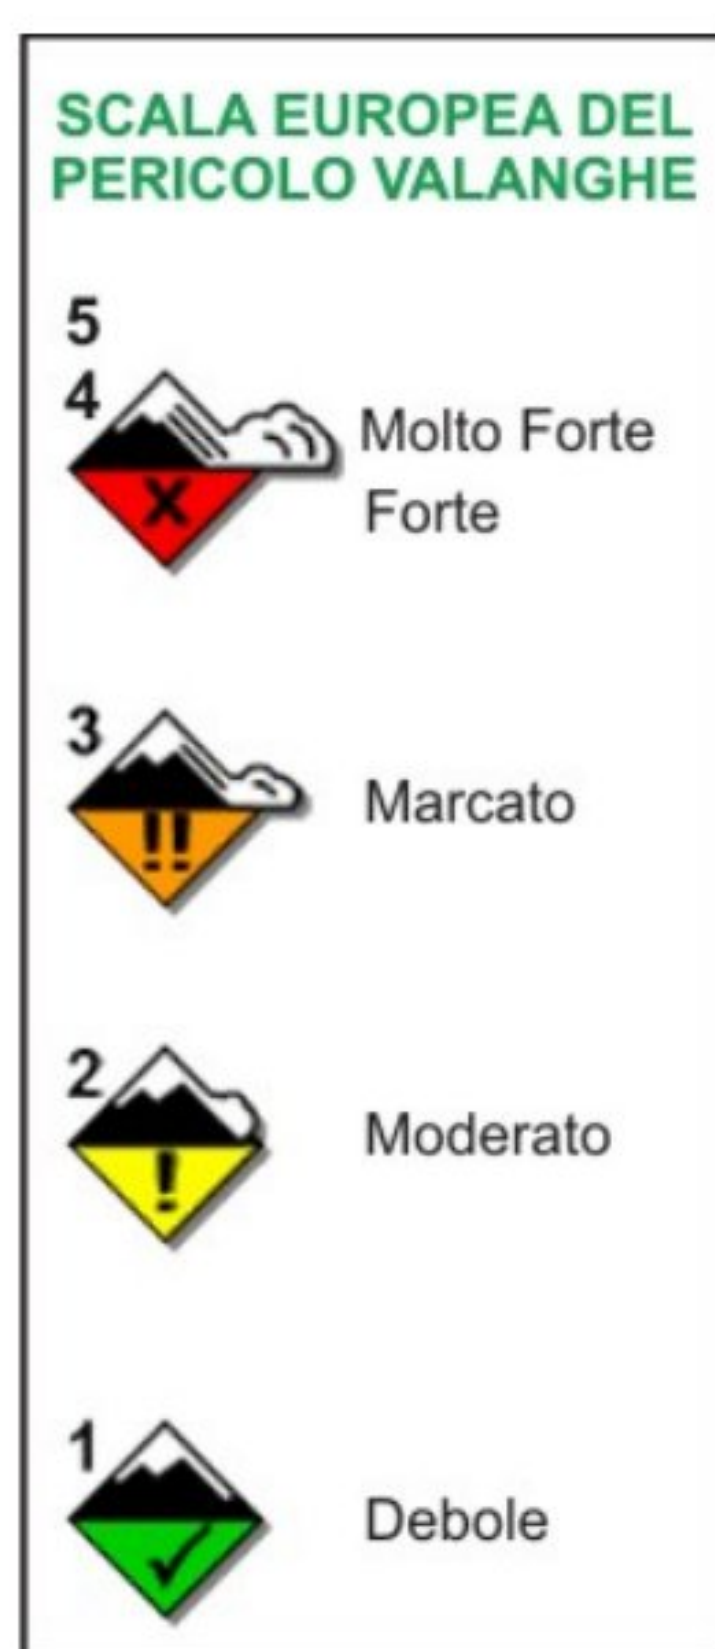 SCALA EUROPEA DEL
PERICOLO VALANGHE
5
4
Molto Forte
X
Forte
3
Marcato
!!
2
Moderato
!
1
Debole